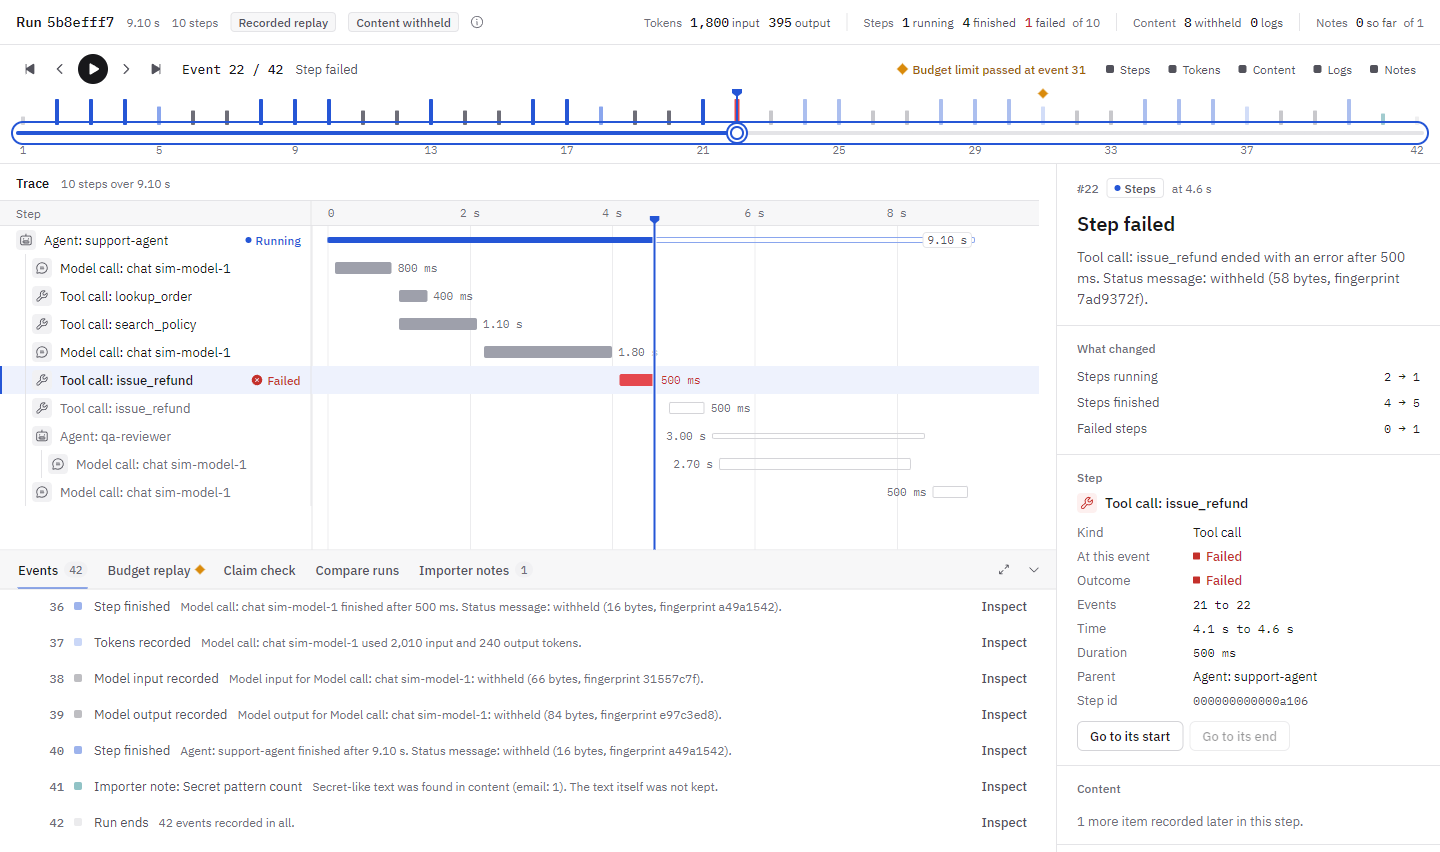 Run 5b8efff7 9.10 s 10 steps Recorded replay Content withheld Tokens 1,800 input 395 output Steps 1 running 4 finished 1 failed of 10 Content 8 withheld 0 logs Notes 0 so far of 1
Event 22 / 42 Step failed Budget limit passed at event 31 Steps Tokens Content Logs Notes
1 5 9 13 17 21 25 29 33 37 42
Trace 10 steps over 9.10 s
Step 0 2 s 4 s 6 s 8 s
Agent: support-agent Running 9.10 s
Model call: chat sim-model-1 800 ms
Tool call: lookup_order 400 ms
Tool call: search_policy 1.10 s
Model call: chat sim-model-1 1.80
Tool call: issue_refund Failed 500 ms
Tool call: issue_refund 500 ms
Agent: qa-reviewer 3.00 s
Model call: chat sim-model-1 2.70 s
Model call: chat sim-model-1 500 ms
Events 42 Budget replay Claim check Compare runs Importer notes 1
36 Step finished Model call: chat sim-model-1 finished after 500 ms. Status message: withheld (16 bytes, fingerprint a49a1542). Inspect
37 Tokens recorded Model call: chat sim-model-1 used 2,010 input and 240 output tokens. Inspect
38 Model input recorded Model input for Model call: chat sim-model-1: withheld (66 bytes, fingerprint 31557c7f). Inspect
39 Model output recorded Model output for Model call: chat sim-model-1: withheld (84 bytes, fingerprint e97c3ed8). Inspect
40 Step finished Agent: support-agent finished after 9.10 s. Status message: withheld (16 bytes, fingerprint a49a1542). Inspect
41 Importer note: Secret pattern count Secret-like text was found in content (email: 1). The text itself was not kept. Inspect
42 Run ends 42 events recorded in all. Inspect
#22 Steps at 4.6 s
Step failed
Tool call: issue_refund ended with an error after 500
ms. Status message: withheld (58 bytes, fingerprint
7ad9372f).
What changed
Steps running 2 → 1
Steps finished 4 → 5
Failed steps 0 → 1
Step
Tool call: issue_refund
Kind Tool call
At this event Failed
Outcome Failed
Events 21 to 22
Time 4.1 s to 4.6 s
Duration 500 ms
Parent Agent: support-agent
Step id 000000000000a106
Go to its start Go to its end
Content
1 more item recorded later in this step.